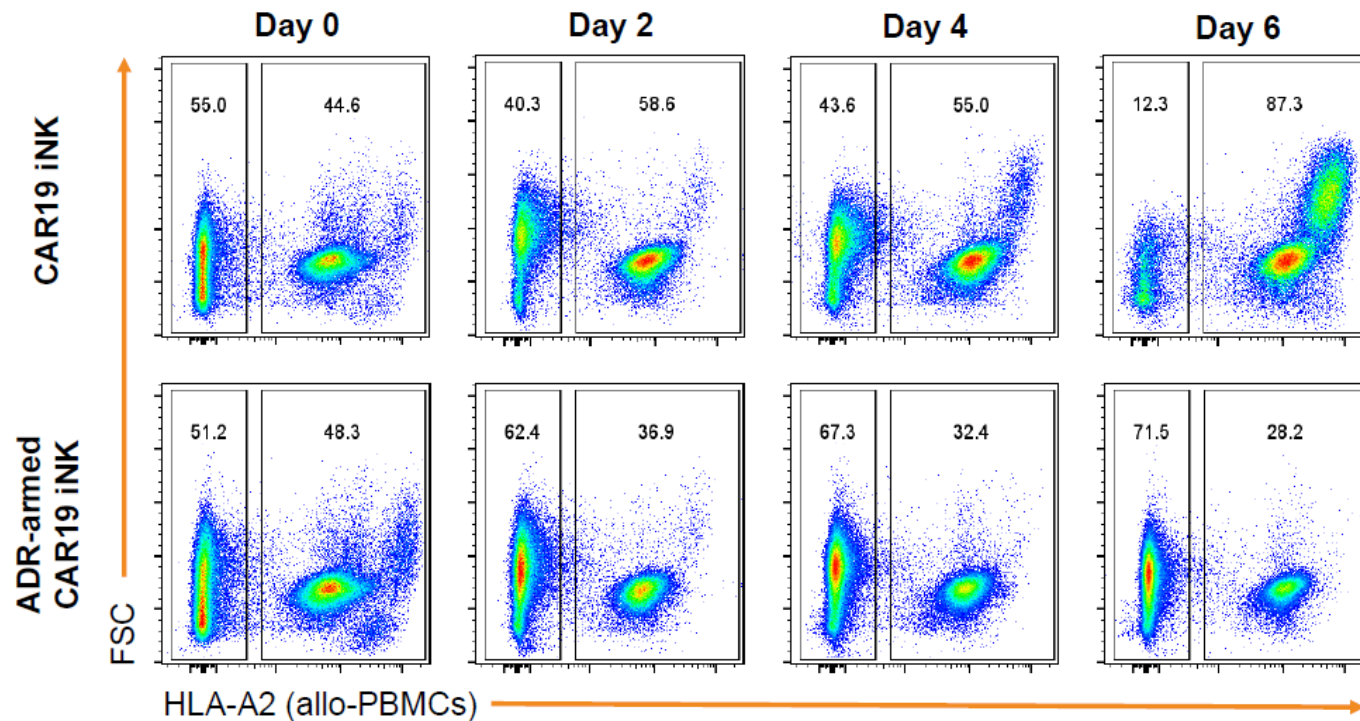 Day 0 Day 2 Day 4 Day 6
CAR19 iNK
55.0 44.6 40.3 58.6 43.6 55.0 12.3 87.3
ADR-armed
CAR19 iNK
51.2 48.3 62.4 36.9 67.3 32.4 71.5 28.2
FSC
HLA-A2 (allo-PBMCs)